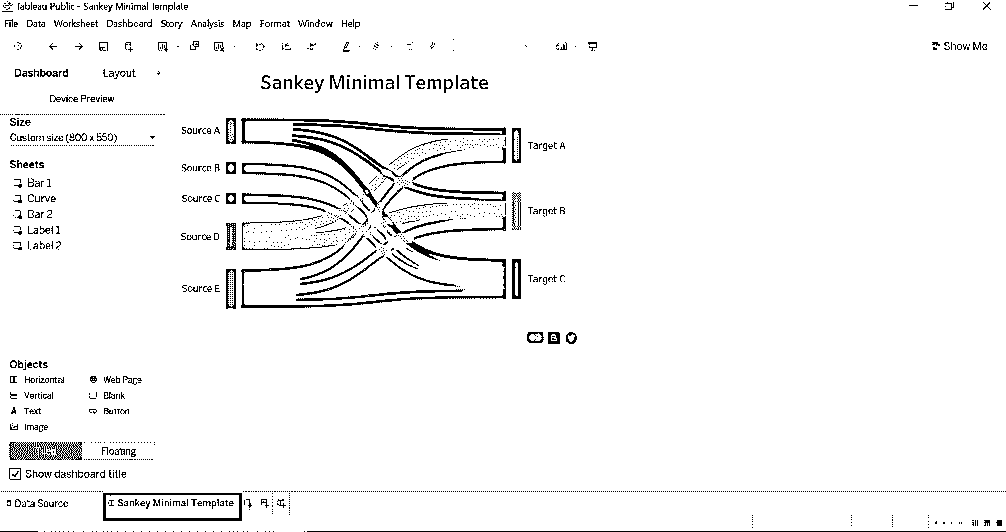 Tableau Public - Sankey Minimal Template
File Data Worksheet Dashboard Story Analysis Map Format Window Help
Show Me
Dashboard Layout
Device Preview
Size
Custom size (800 x 550)
Sheets
Bar 1
Curve
Bar 2
Label 1
Label 2
Sankey Minimal Template
Source A
Source B
Source C
Source D
Source E
Target A
Target B
Target C
Objects
Horizontal Web Page
Vertical Blank
Text Button
Image
Floating
Show dashboard title
Data Source Sankey Minimal Template